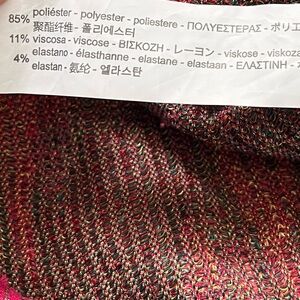 85% poliéster - polyester - poliestere - ΠΟΛΥΕΣΤΕΡΑΣ - ポリエ
聚酯纤维 - 폴리에스터
11% viscosa - viscose - ΒΙΣΚΟΖΗ - レーヨン - viskose - viskoza
4% elastano - élasthanne - elastane - elastaan - ΕΛΑΣΤΙΝΗ -
elastan - 氨纶 - 엘라스탄